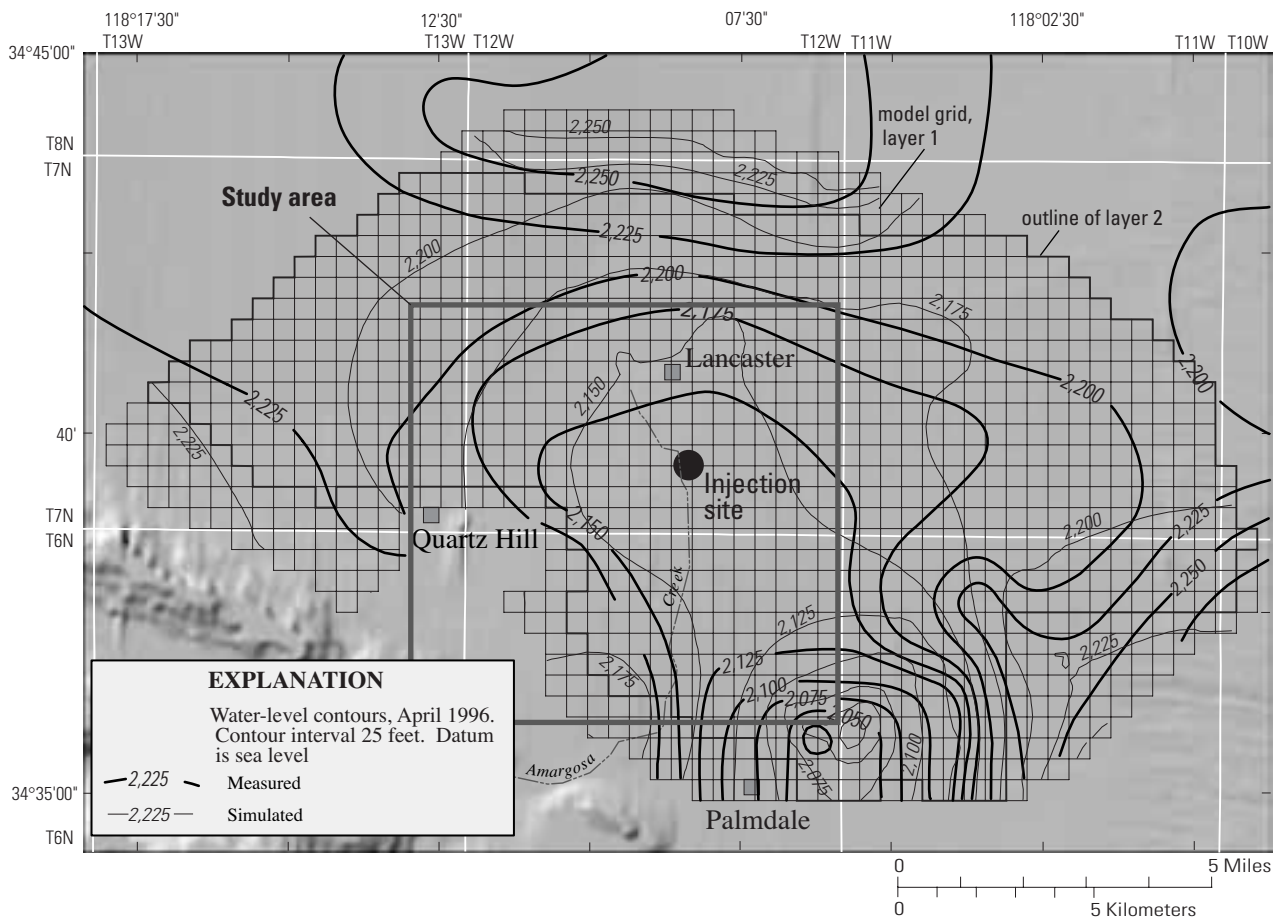 118°17'30"
12'30"
07'30"
118°02'30"
T13W
T13W T12W
T12W T11W
T11W T10W
34°45'00"
T8N
T7N
model grid,
layer 1
2,250
2,225
2,250
Study area
outline of layer 2
2,225
2,200
2,200
2,175
2,175
Lancaster
2,200
2,200
2,150
2,225
40'
2,225
Injection
site
T7N
T6N
2,150
2,200
2,225
Quartz Hill
2,250
Creek
2,125
2,225
2,125
2,175
2,100
2,075
2,050
2,100
2,075
Amargosa
Palmdale
EXPLANATION
Water-level contours, April 1996.
Contour interval 25 feet. Datum
is sea level
2,225 Measured
2,225 Simulated
34°35'00"
T6N
0 5 Miles
0 5 Kilometers